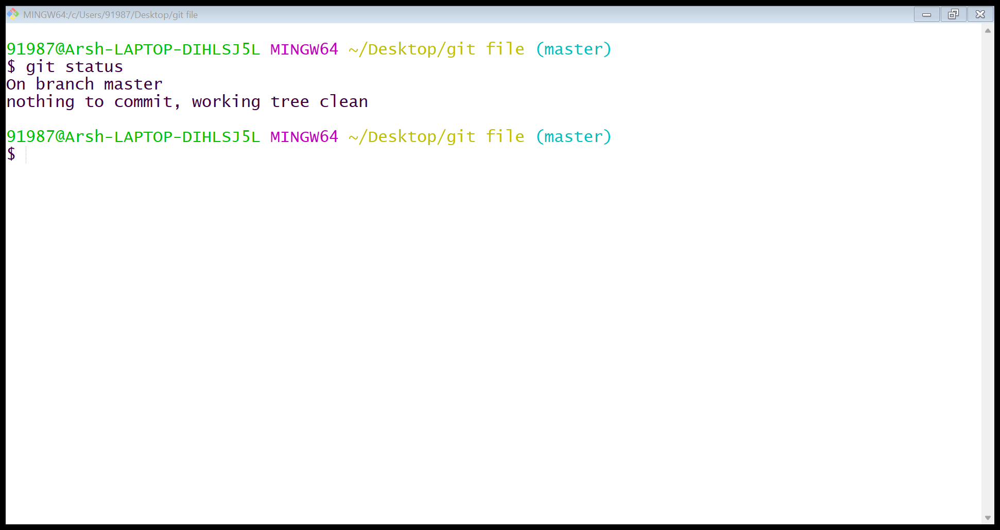 MINGW64:/c/Users/91987/Desktop/git file
91987@Arsh-LAPTOP-DIHLSJ5L MINGW64 ~/Desktop/git file (master)
$ git status
On branch master
nothing to commit, working tree clean
91987@Arsh-LAPTOP-DIHLSJ5L MINGW64 ~/Desktop/git file (master)
$